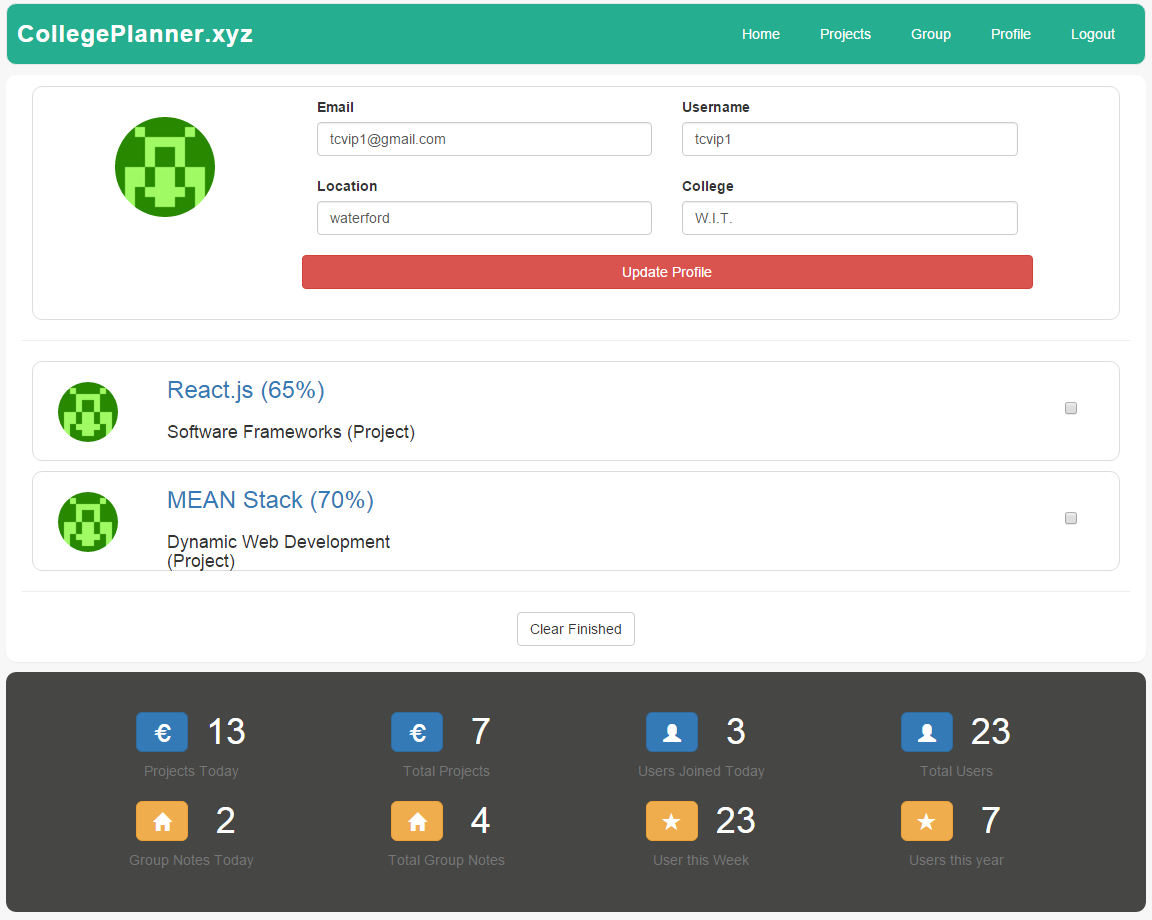 CollegePlanner.xyz
Home Projects Group Profile Logout
Email Username
tcvip1@gmail.com tcvip1
Location College
waterford W.I.T.
Update Profile
React.js (65%)
Software Frameworks (Project)
MEAN Stack (70%)
Dynamic Web Development
(Project)
Clear Finished
€ 13 € 7 3 23
Projects Today Total Projects Users Joined Today Total Users
2 4 23 7
Group Notes Today Total Group Notes User this Week Users this year